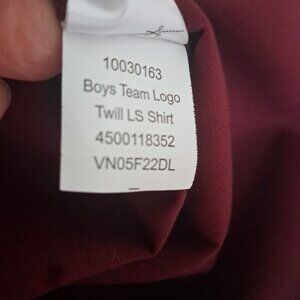 10030163
Boys Team Logo
Twill LS Shirt
4500118352
VN05F22DL